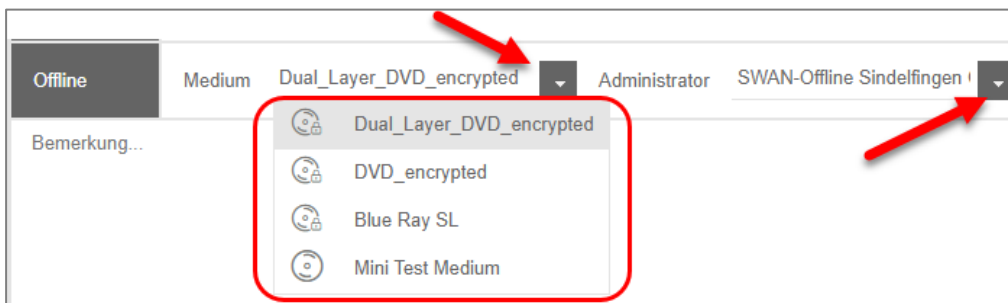 Offline Medium Dual_Layer_DVD_encrypted Administrator SWAN-Offline Sindelfingen (
Bemerkung...
Dual_Layer_DVD_encrypted
DVD_encrypted
Blue Ray SL
Mini Test Medium